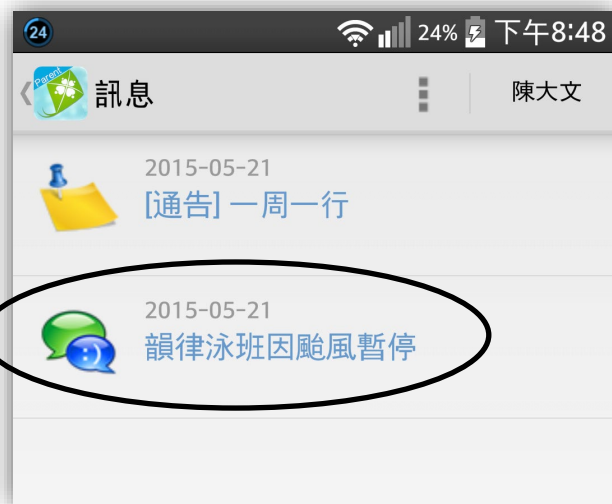 24
24% 下午8:48
Parent
訊息
陳大文
2015-05-21
[通告] 一周一行
2015-05-21
韻律泳班因颱風暫停